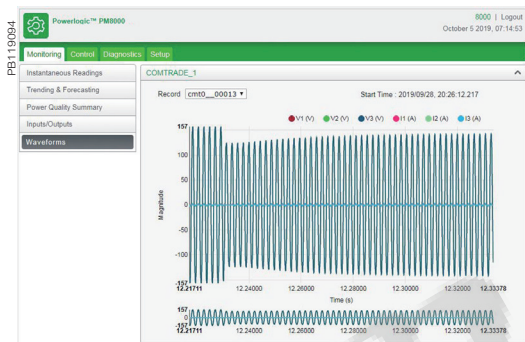 PB119094
Powerlogic™ PM8000
8000 | Logout
October 5 2019, 07:14:53
Monitoring Control Diagnostics Setup
Instantaneous Readings
Trending & Forecasting
Power Quality Summary
Inputs/Outputs
Waveforms
COMTRADE_1
Record cmt0__00013
Start Time : 2019/09/28, 20:26:12.217
V1 (V) V2 (V) V3 (V) I1 (A) I2 (A) I3 (A)
157
100
50
0
-50
-100
-157
Magnitude
12.21711 12.24000 12.26000 12.28000 12.30000 12.32000 12.33378
Time (s)
157
0
-157
12.21711 12.24000 12.26000 12.28000 12.30000 12.32000 12.33378